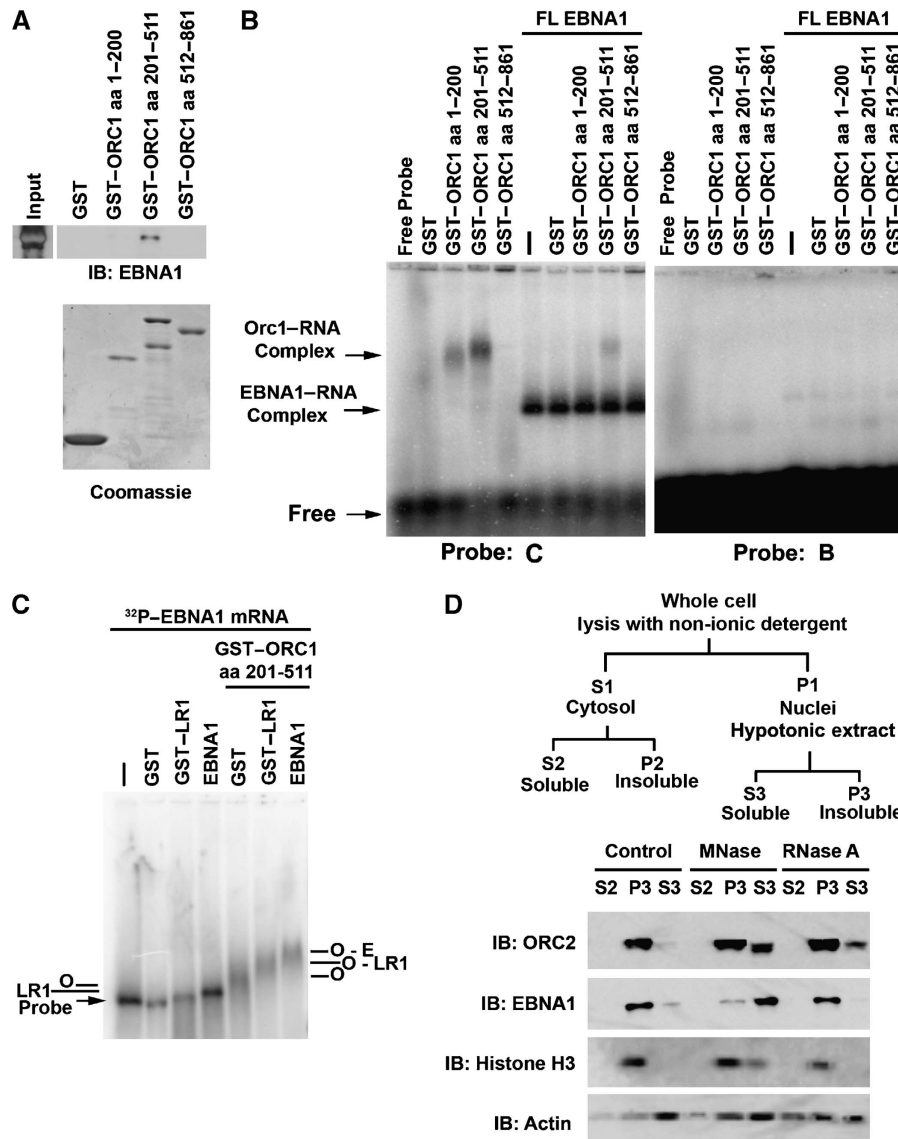 A
Input
GST
GST–ORC1 aa 1–200
GST–ORC1 aa 201–511
GST–ORC1 aa 512–861
IB: EBNA1
Coomassie
B
FL EBNA1
FL EBNA1
Free Probe
GST
GST–ORC1 aa 1–200
GST–ORC1 aa 201–511
GST–ORC1 aa 512–861
–
GST
GST–ORC1 aa 1–200
GST–ORC1 aa 201–511
GST–ORC1 aa 512–861
Free Probe
GST
GST–ORC1 aa 1–200
GST–ORC1 aa 201–511
GST–ORC1 aa 512–861
–
GST
GST–ORC1 aa 1–200
GST–ORC1 aa 201–511
GST–ORC1 aa 512–861
Orc1–RNA
Complex
EBNA1–RNA
Complex
Free
Probe: C
Probe: B
C
32P–EBNA1 mRNA
GST–ORC1
aa 201-511
–
GST
GST–LR1
EBNA1
GST
GST–LR1
EBNA1
O - E
O - LR1
O
O
LR1
Probe
D
Whole cell
lysis with non-ionic detergent
S1
Cytosol
P1
Nuclei
Hypotonic extract
S2
Soluble
P2
Insoluble
S3
Soluble
P3
Insoluble
Control MNase RNase A
S2 P3 S3 S2 P3 S3 S2 P3 S3
IB: ORC2
IB: EBNA1
IB: Histone H3
IB: Actin